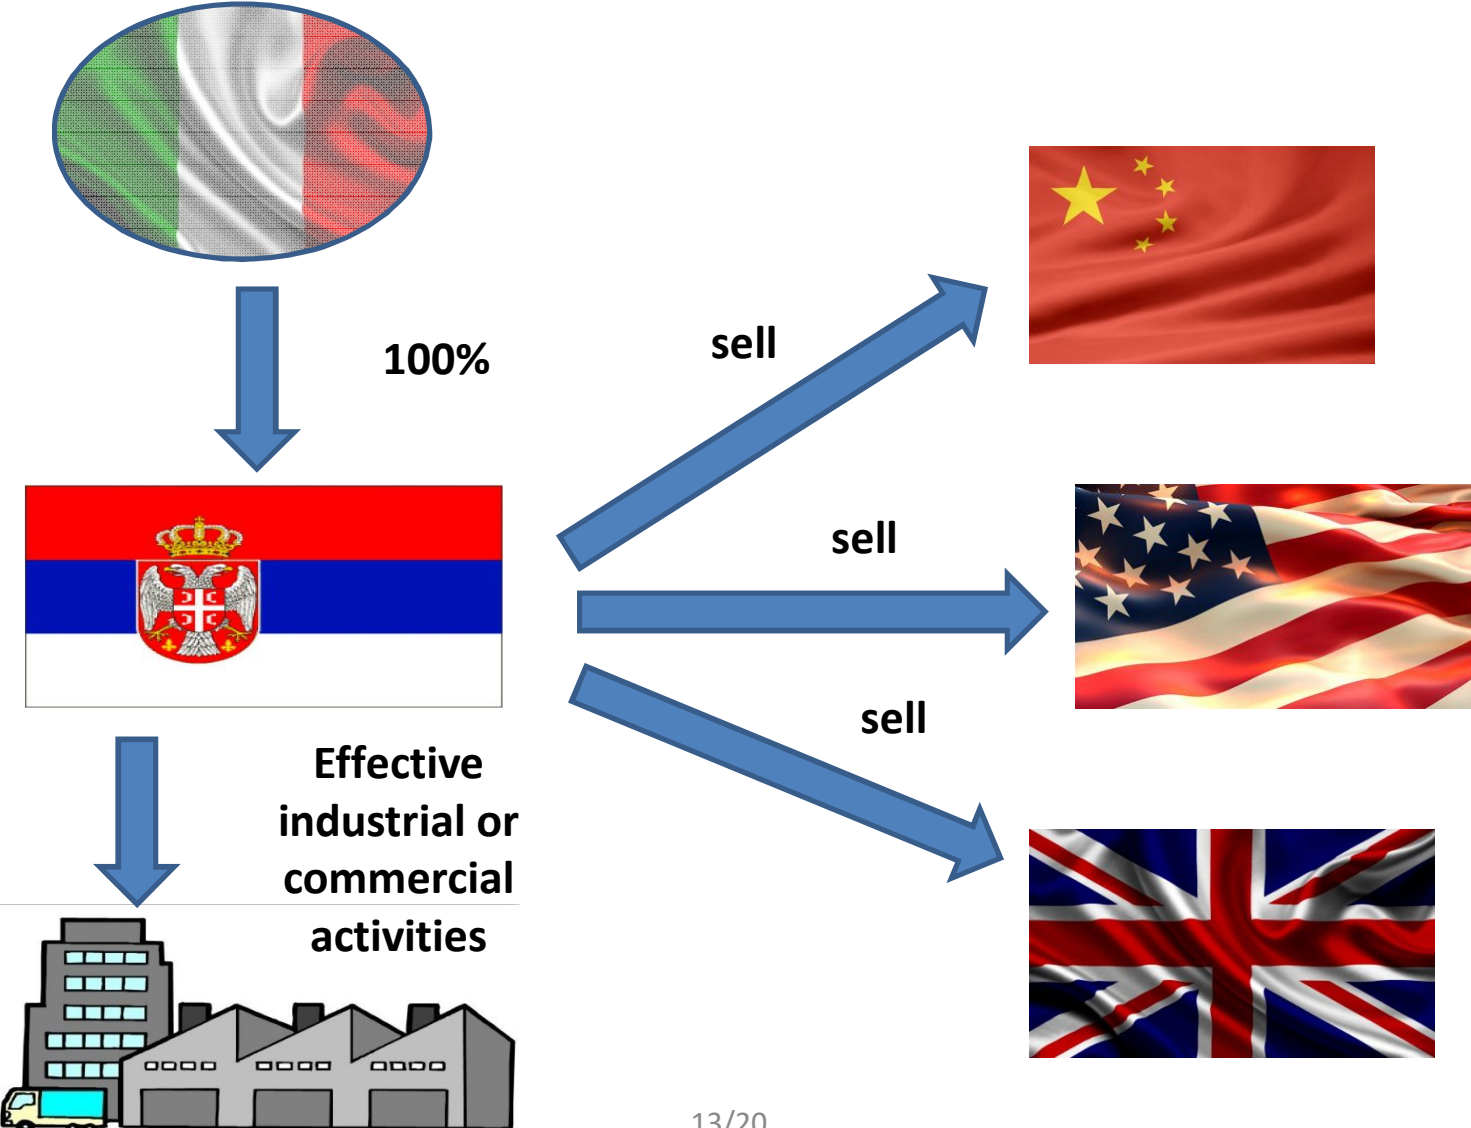 100%
sell
sell
sell
Effective
industrial or
commercial
activities
13/20